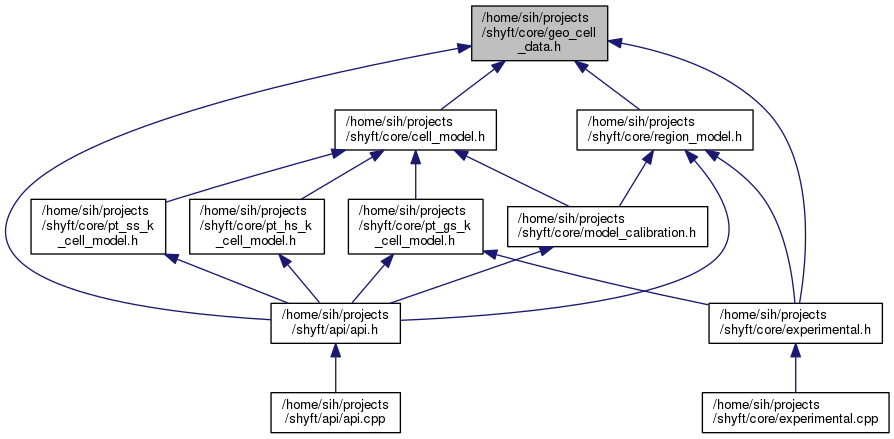 /home/sih/projects
/shyft/core/geo_cell
_data.h
/home/sih/projects
/shyft/core/cell_model.h
/home/sih/projects
/shyft/core/region_model.h
/home/sih/projects
/shyft/core/pt_ss_k
_cell_model.h
/home/sih/projects
/shyft/core/pt_hs_k
_cell_model.h
/home/sih/projects
/shyft/core/pt_gs_k
_cell_model.h
/home/sih/projects
/shyft/core/model_calibration.h
/home/sih/projects
/shyft/api/api.h
/home/sih/projects
/shyft/core/experimental.h
/home/sih/projects
/shyft/api/api.cpp
/home/sih/projects
/shyft/core/experimental.cpp